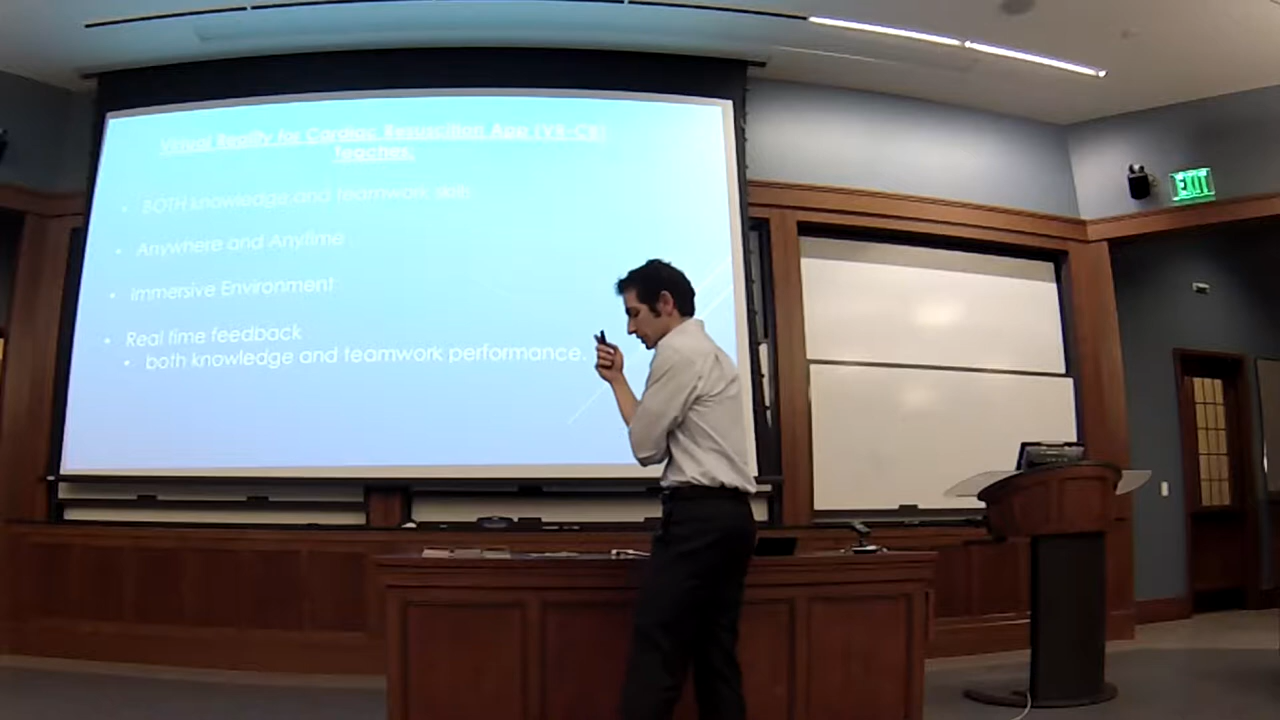 Virtual Reality for Cardiac Resuscitation App (VR-CR)
Teaches:
• BOTH knowledge and teamwork skills
• Anywhere and Anytime
• Immersive Environment
• Real time feedback
• both knowledge and teamwork performance.
EXIT